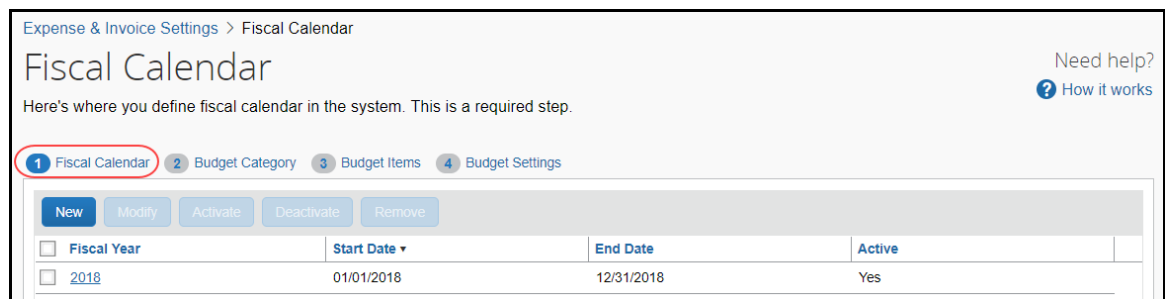 Expense & Invoice Settings > Fiscal Calendar
Fiscal Calendar
Need help?
? How it works
Here's where you define fiscal calendar in the system. This is a required step.
1 Fiscal Calendar 2 Budget Category 3 Budget Items 4 Budget Settings
New Modify Activate Deactivate Remove
Fiscal Year Start Date ▾ End Date Active
2018 01/01/2018 12/31/2018 Yes